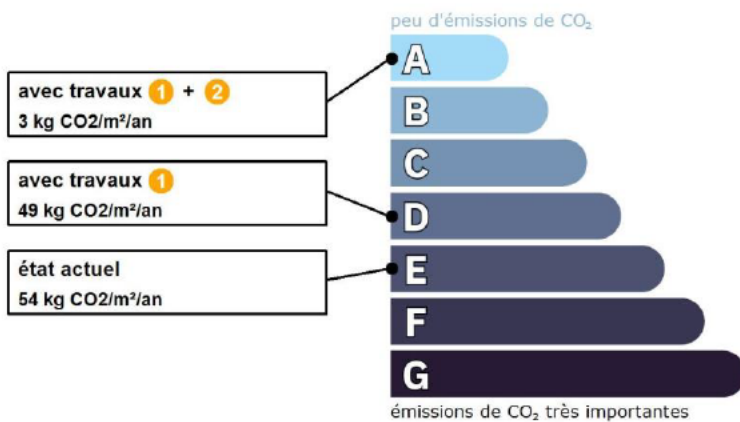 peu d'émissions de CO₂
A
avec travaux 1 + 2
3 kg CO2/m²/an
B
C
avec travaux 1
49 kg CO2/m²/an
D
état actuel
54 kg CO2/m²/an
E
F
G
émissions de CO₂ très importantes